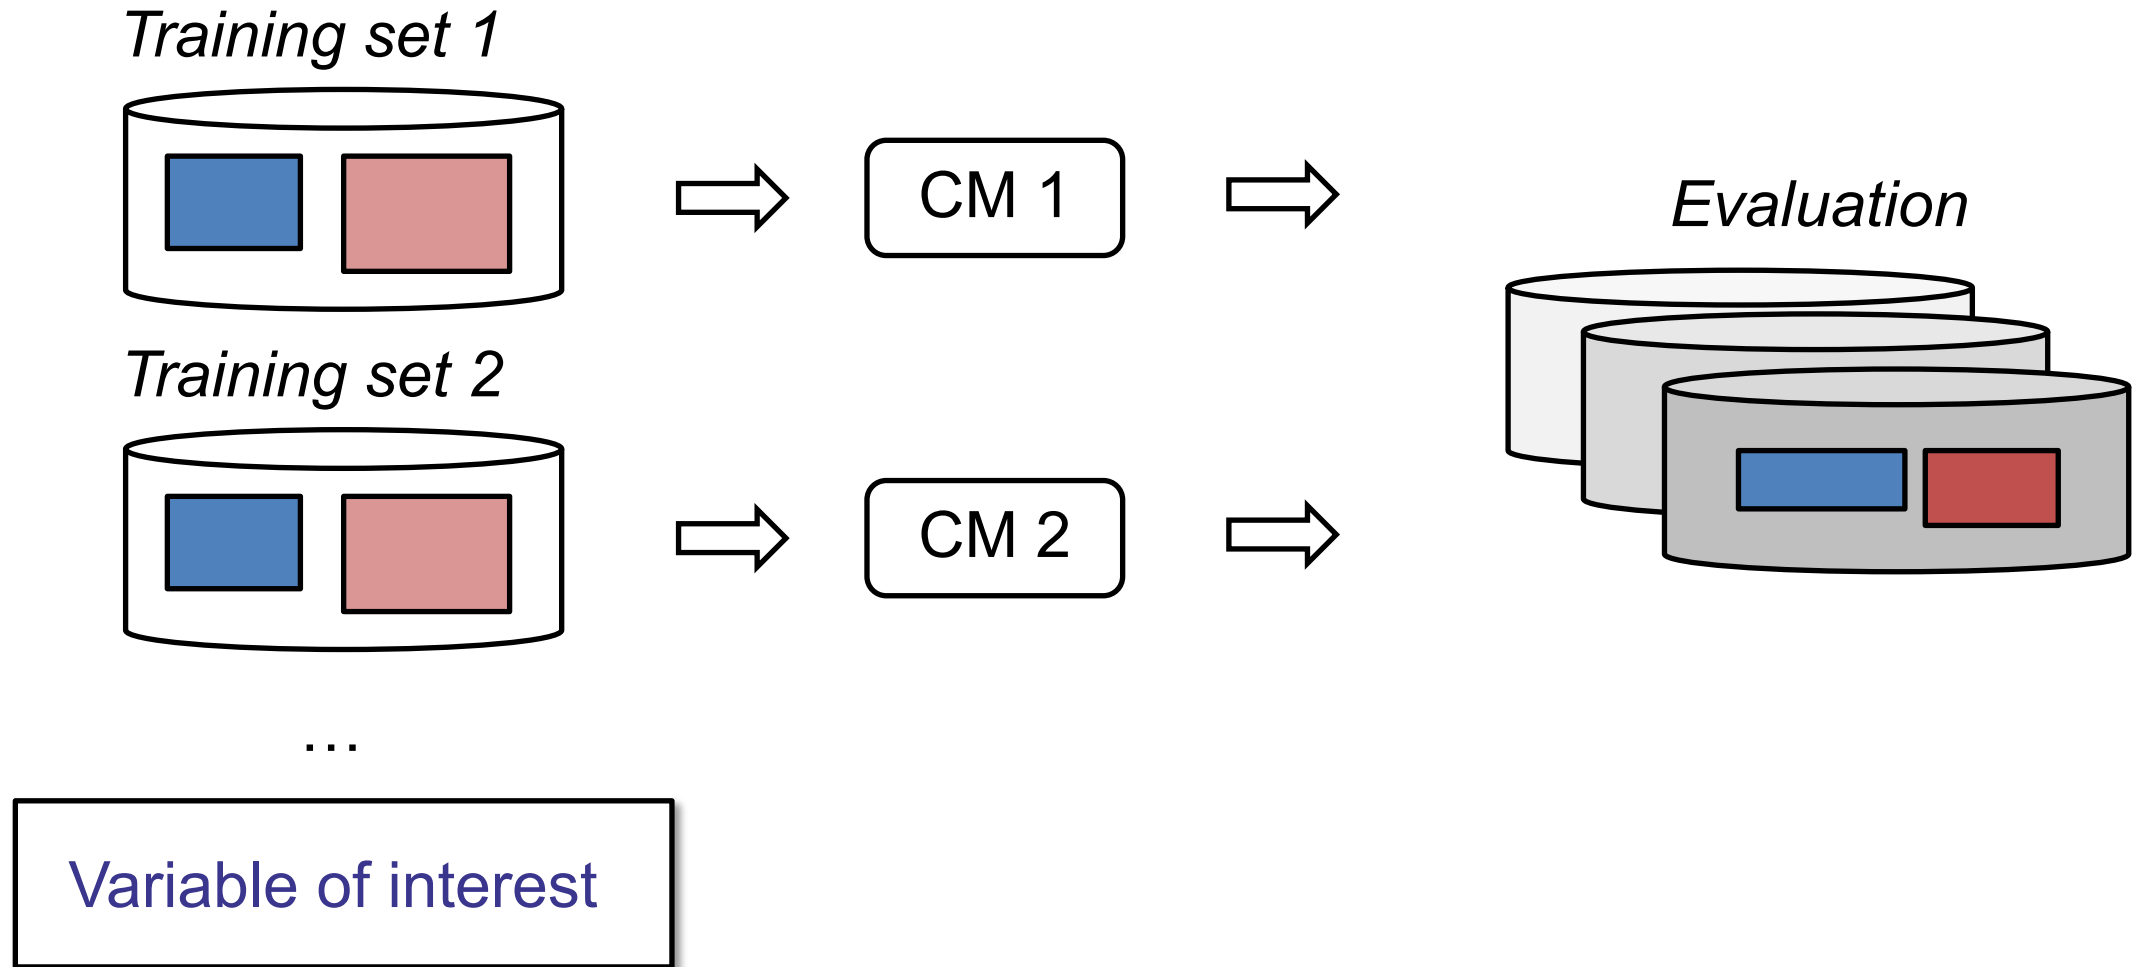 Training set 1
CM 1
Evaluation
Training set 2
CM 2
…
Variable of interest